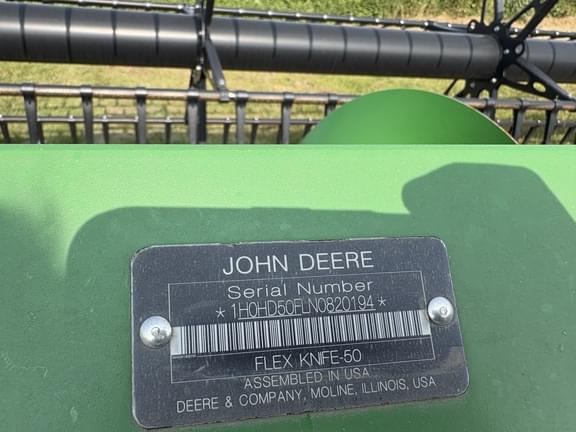 JOHN DEERE
Serial Number
*1H0HD50FLN0820194*
FLEX KNIFE-50
ASSEMBLED IN USA
DEERE & COMPANY, MOLINE, ILLINOIS, USA